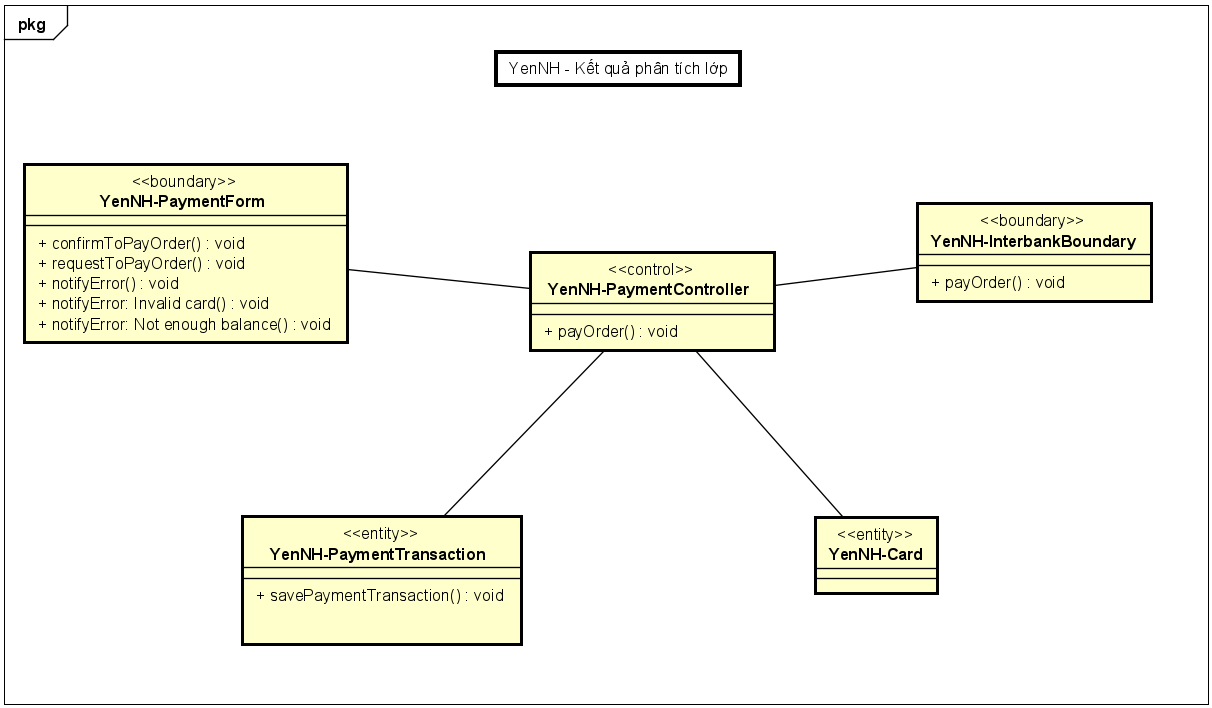 pkg
YenNH - Kết quả phân tích lớp
<<boundary>>
YenNH-PaymentForm
+ confirmToPayOrder() : void
+ requestToPayOrder() : void
+ notifyError() : void
+ notifyError: Invalid card() : void
+ notifyError: Not enough balance() : void
<<control>>
YenNH-PaymentController
+ payOrder() : void
<<boundary>>
YenNH-InterbankBoundary
+ payOrder() : void
<<entity>>
YenNH-PaymentTransaction
+ savePaymentTransaction() : void
<<entity>>
YenNH-Card